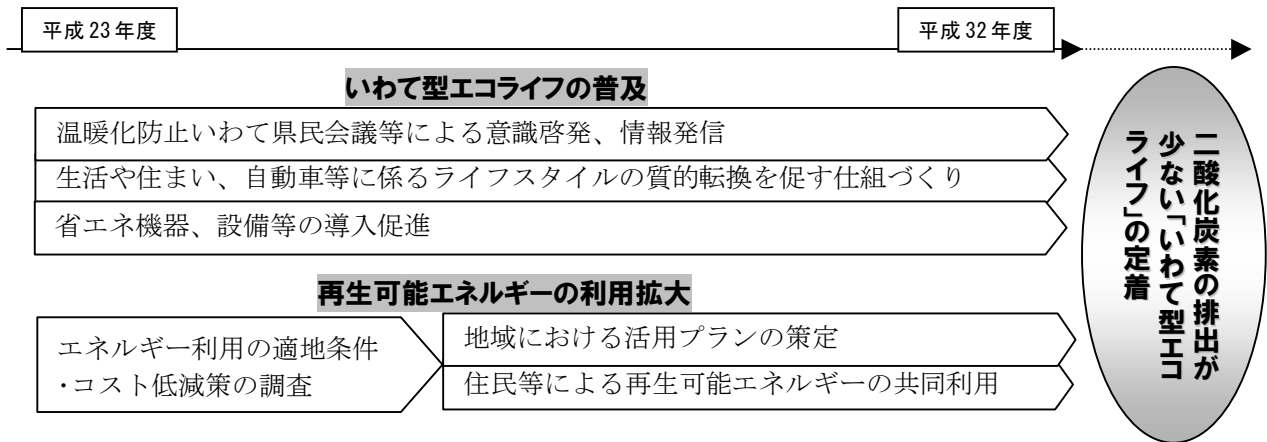 平成23年度
平成32年度
いわて型エコライフの普及
温暖化防止いわて県民会議等による意識啓発、情報発信
生活や住まい、自動車等に係るライフスタイルの質的転換を促す仕組づくり
省エネ機器、設備等の導入促進
再生可能エネルギーの利用拡大
エネルギー利用の適地条件
・コスト低減策の調査
地域における活用プランの策定
住民等による再生可能エネルギーの共同利用
二酸化炭素の排出が
少ない「いわて型エコ
ライフ」の定着